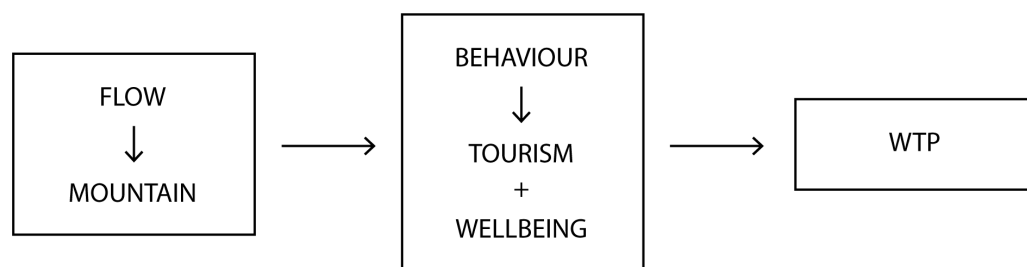 FLOW
MOUNTAIN
BEHAVIOUR
TOURISM
+
WELLBEING
WTP